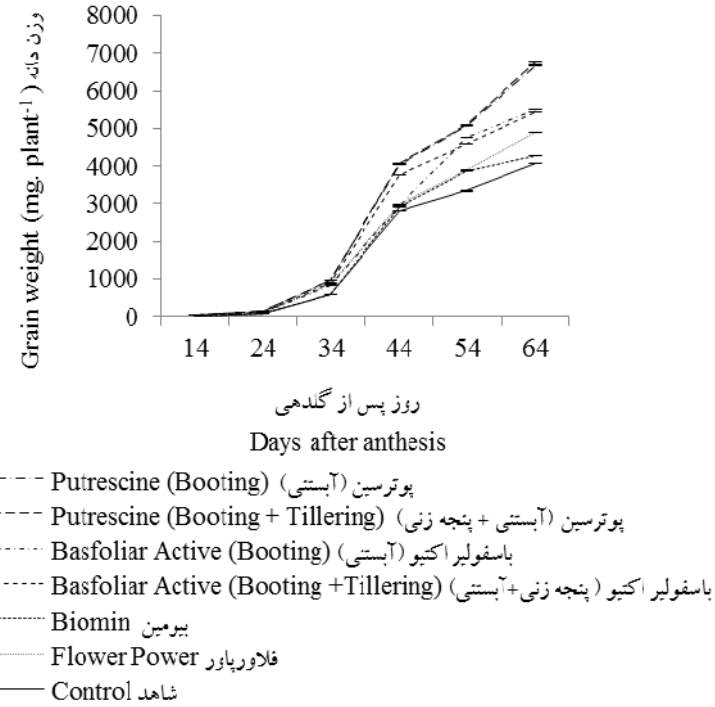 وزن دانه
Grain weight (mg. plant-1)
8000
7000
6000
5000
4000
3000
2000
1000
0
14 24 34 44 54 64
روز پس از گلدهی
Days after anthesis
Putrescine (Booting) پوترسین (آبستنی)
Putrescine (Booting + Tillering) پوترسین (آبستنی + پنجه زنی)
Basfoliar Active (Booting) باسفولیر اکتیو (آبستنی)
Basfoliar Active (Booting +Tillering) باسفولیر اکتیو ( پنجه زنی+آبستنی)
Biomin بیومین
Flower Power فلاورپاور
Control شاهد